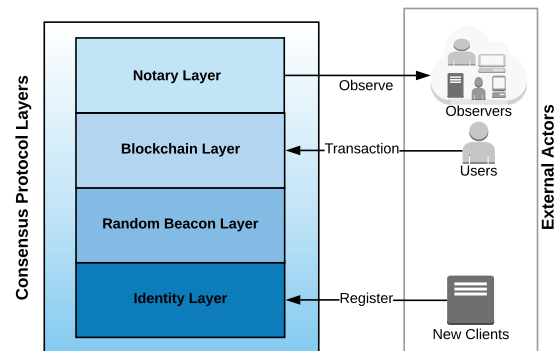 Consensus Protocol Layers
Notary Layer
Blockchain Layer
Random Beacon Layer
Identity Layer
Observe
Transaction
Register
Observers
Users
New Clients
External Actors